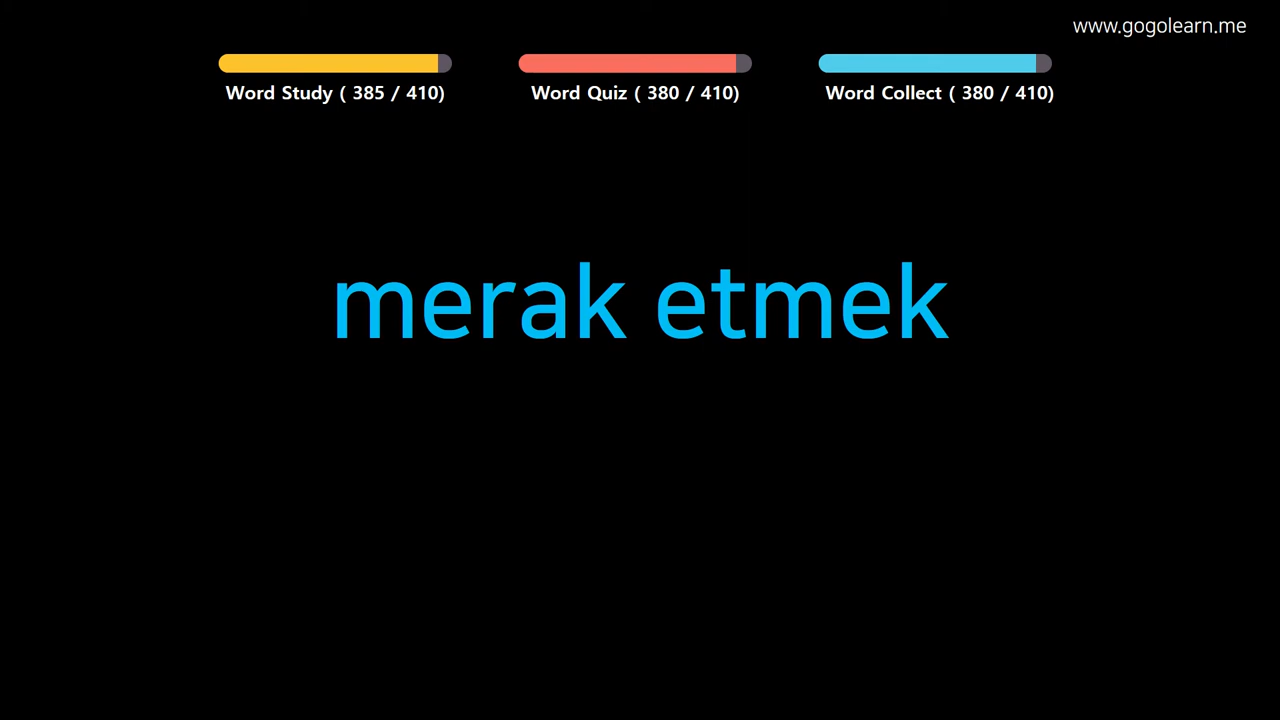 www.gogolearn.me
Word Study ( 385 / 410)
Word Quiz ( 380 / 410)
Word Collect ( 380 / 410)
merak etmek